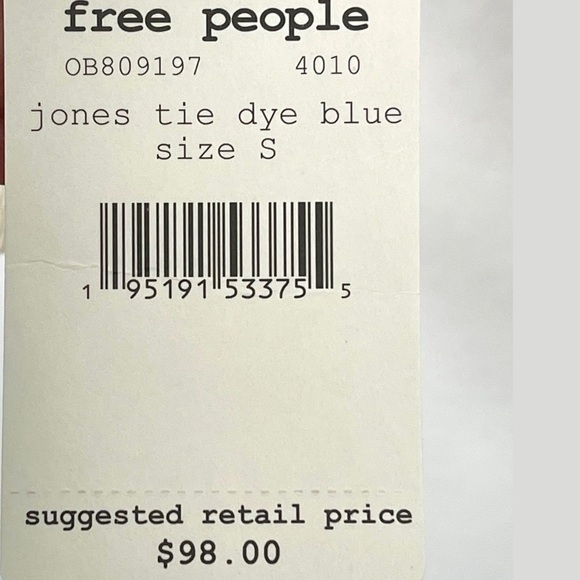 free people
OB809197 4010
jones tie dye blue
size S
1 95191 53375 5
suggested retail price
$98.00